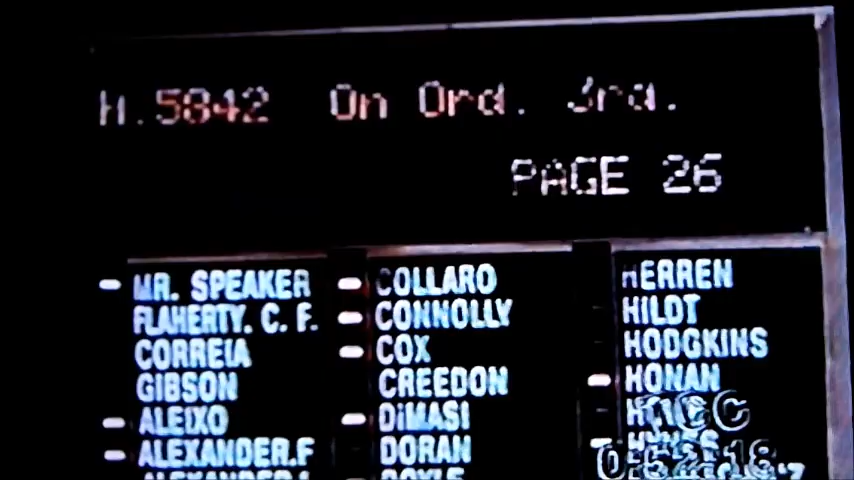 H.5842 On Ord. 3rd.
PAGE 26
MR. SPEAKER
FLAHERTY. C. F.
CORREIA
GIBSON
ALEIXO
ALEXANDER.F
COLLARO
CONNOLLY
COX
CREEDON
DiMASI
DORAN
DOYLE
HERREN
HILDT
HODGKINS
HONAN